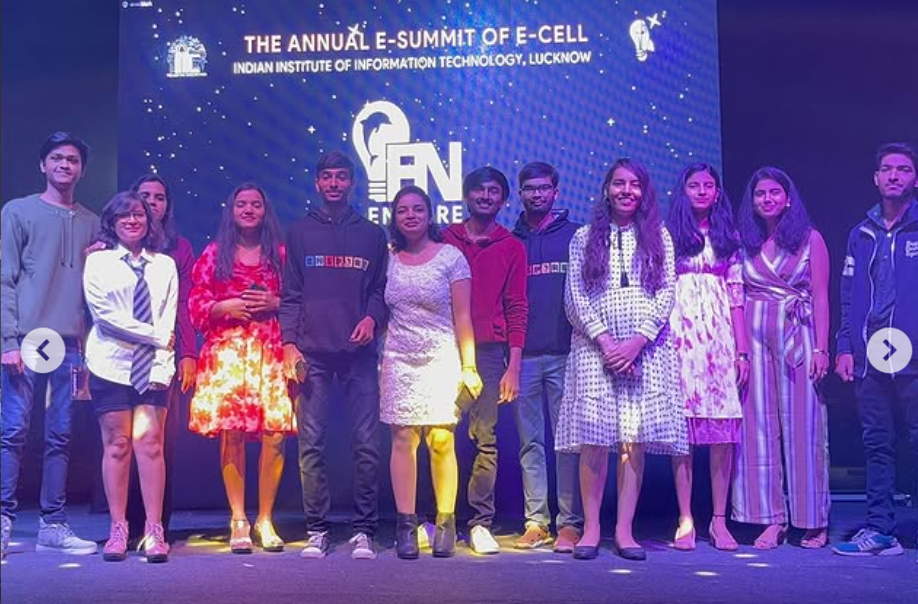 THE ANNUAL E-SUMMIT OF E-CELL
INDIAN INSTITUTE OF INFORMATION TECHNOLOGY, LUCKNOW
EN